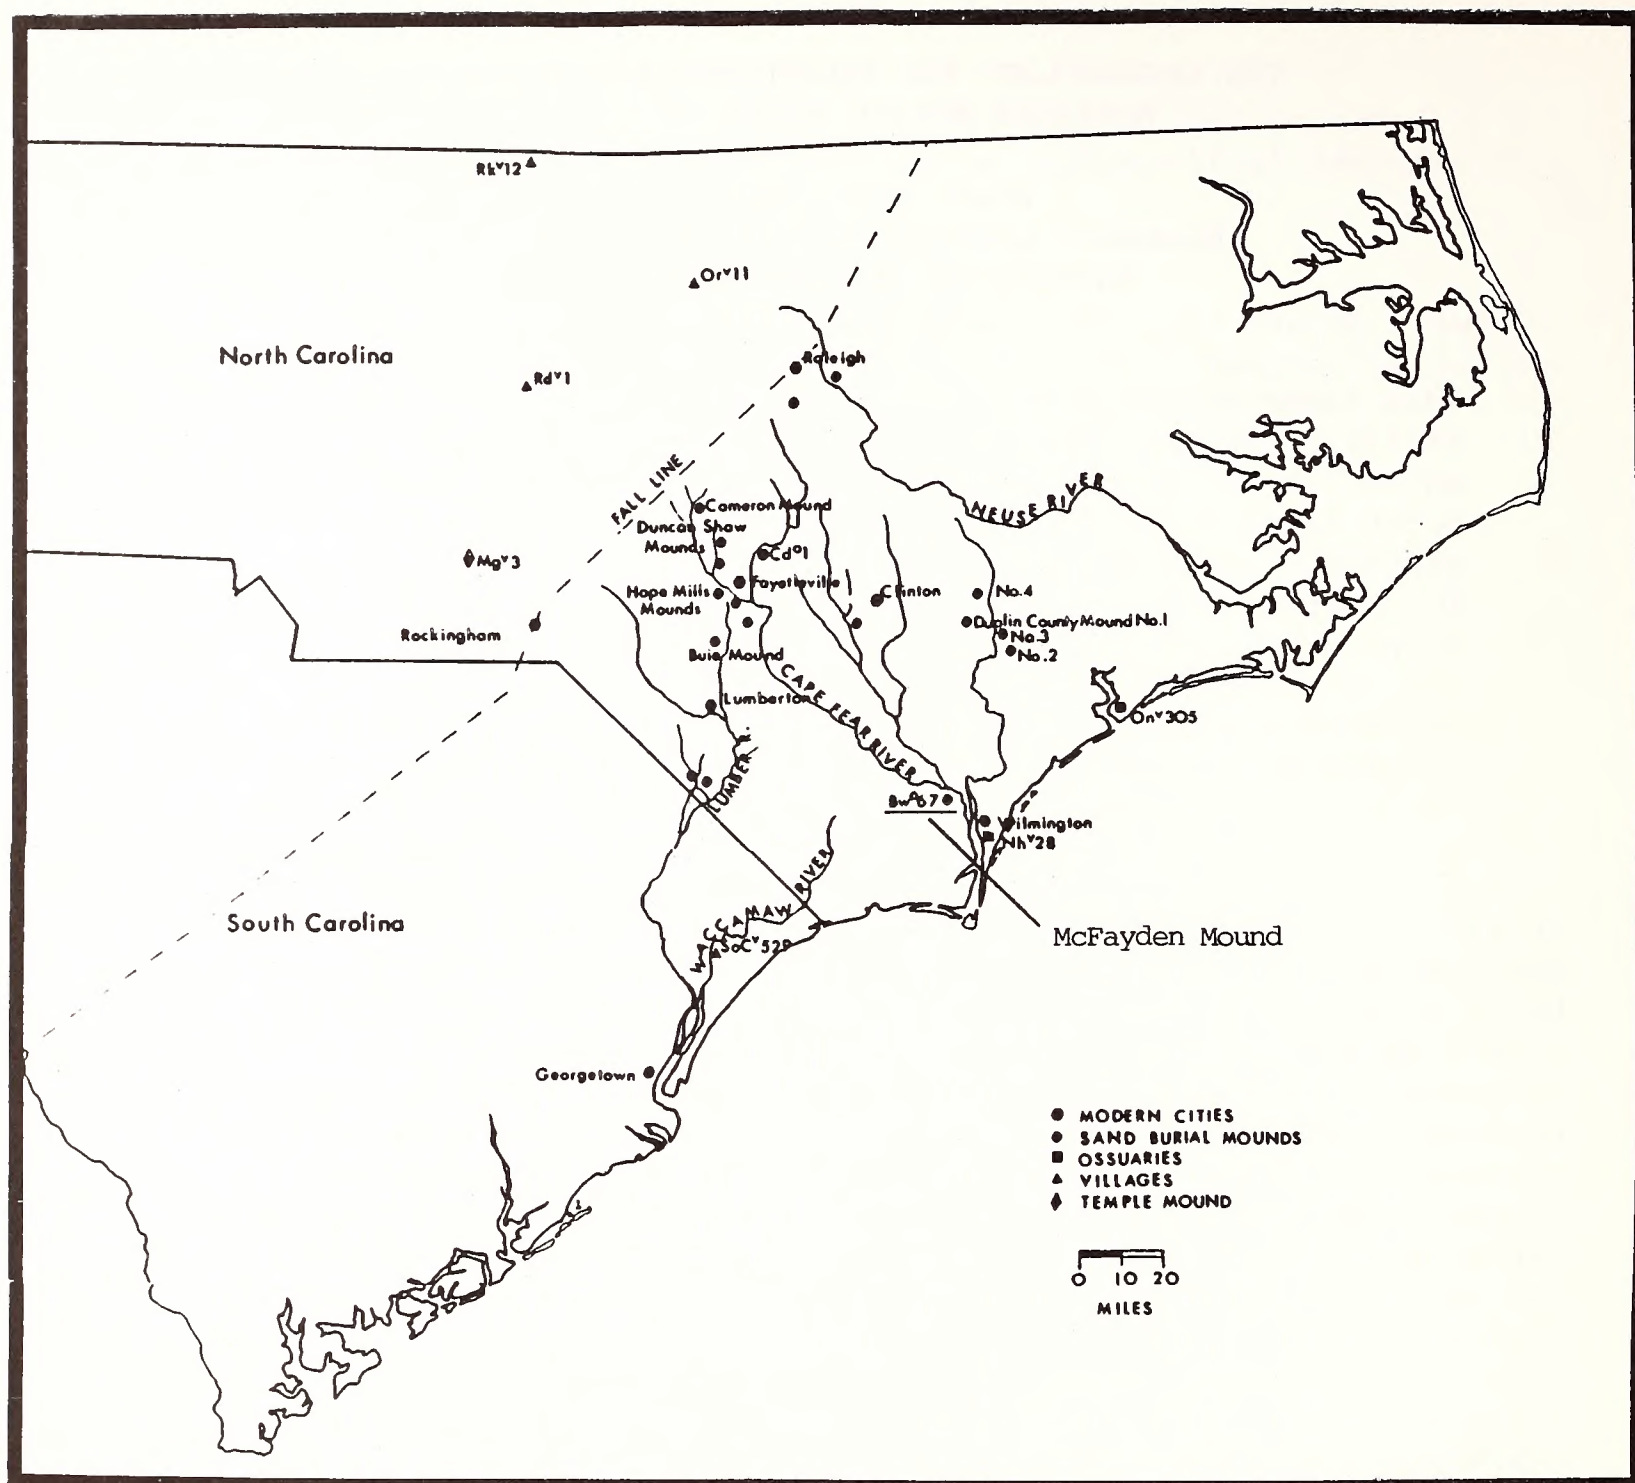 Rkv12
Orv11
North Carolina
Raleigh
Rdv1
FALL LINE
NEUSE RIVER
Cameron Mound
Duncan Shaw
Mounds
Cdo1
Mgv3
Fayetteville
Hope Mills
Mounds
Clinton
No.4
Duplin County Mound No.1
No.3
No.2
Rockingham
Buie Mound
CAPE FEAR RIVER
Lumberton
Onv305
LUMBER R.
Wilmington
Nhv28
WACCAMAW RIVER
South Carolina
McFayden Mound
Georgetown
MODERN CITIES
SAND BURIAL MOUNDS
OSSUARIES
VILLAGES
TEMPLE MOUND
0 10 20
MILES